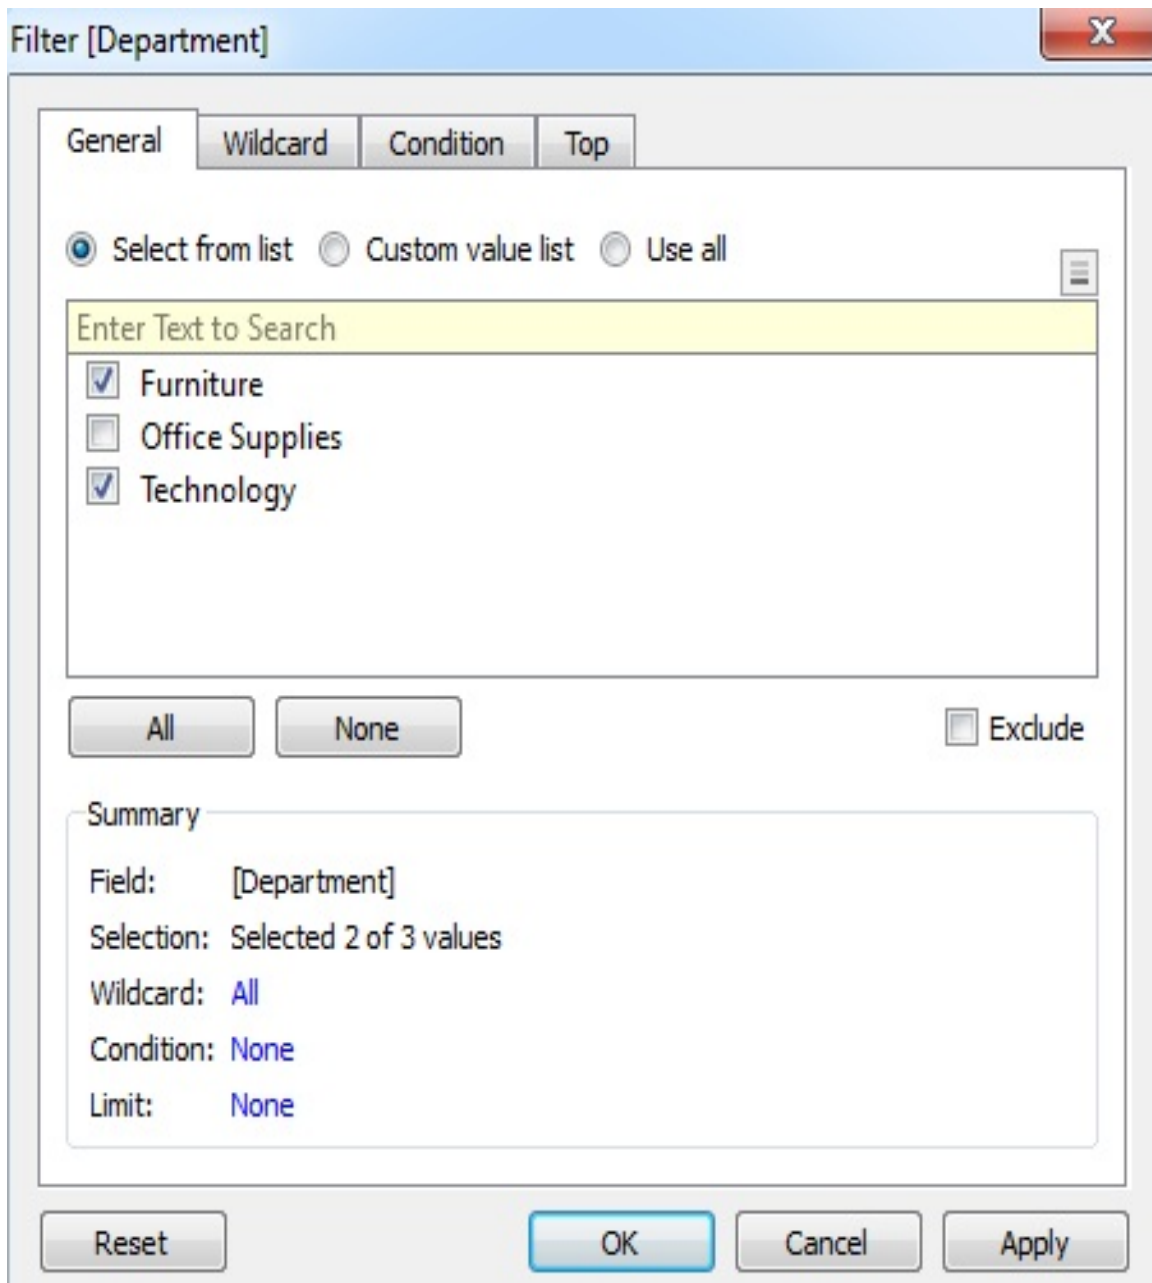 Filter [Department]
X
General Wildcard Condition Top
Select from list Custom value list Use all
Enter Text to Search
Furniture
Office Supplies
Technology
All None Exclude
Summary
Field: [Department]
Selection: Selected 2 of 3 values
Wildcard: All
Condition: None
Limit: None
Reset OK Cancel Apply